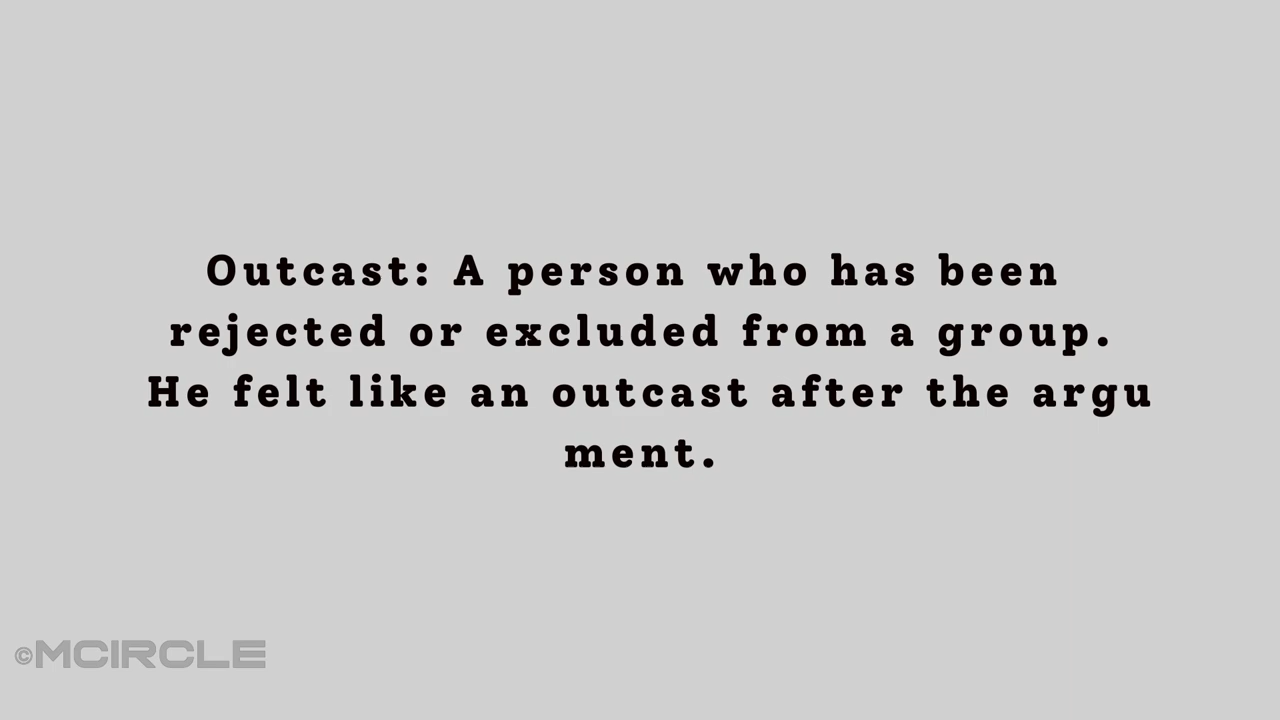 Outcast: A person who has been
rejected or excluded from a group.
He felt like an outcast after the argu
ment.
©MCIRCLE